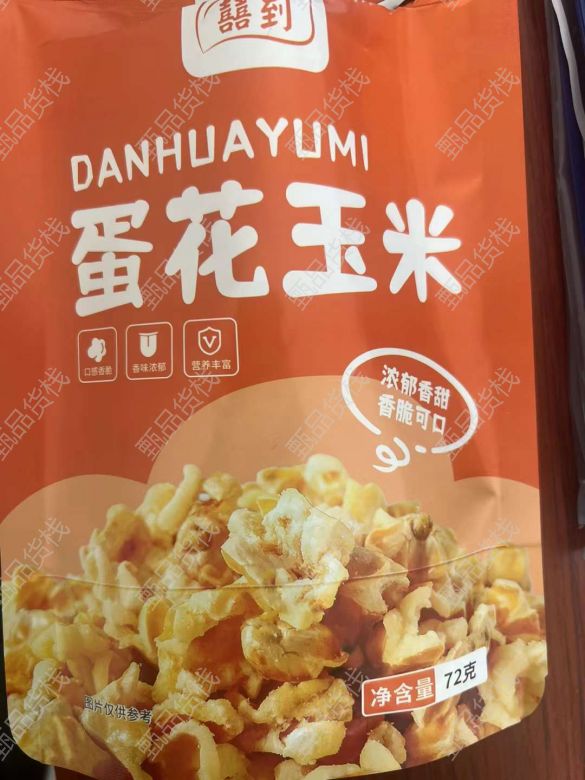 囍到
DANHUAYUMI
蛋花玉米
口感香脆
香味浓郁
营养丰富
浓郁香甜
香脆可口
净含量 72克
图片仅供参考
甄品货栈